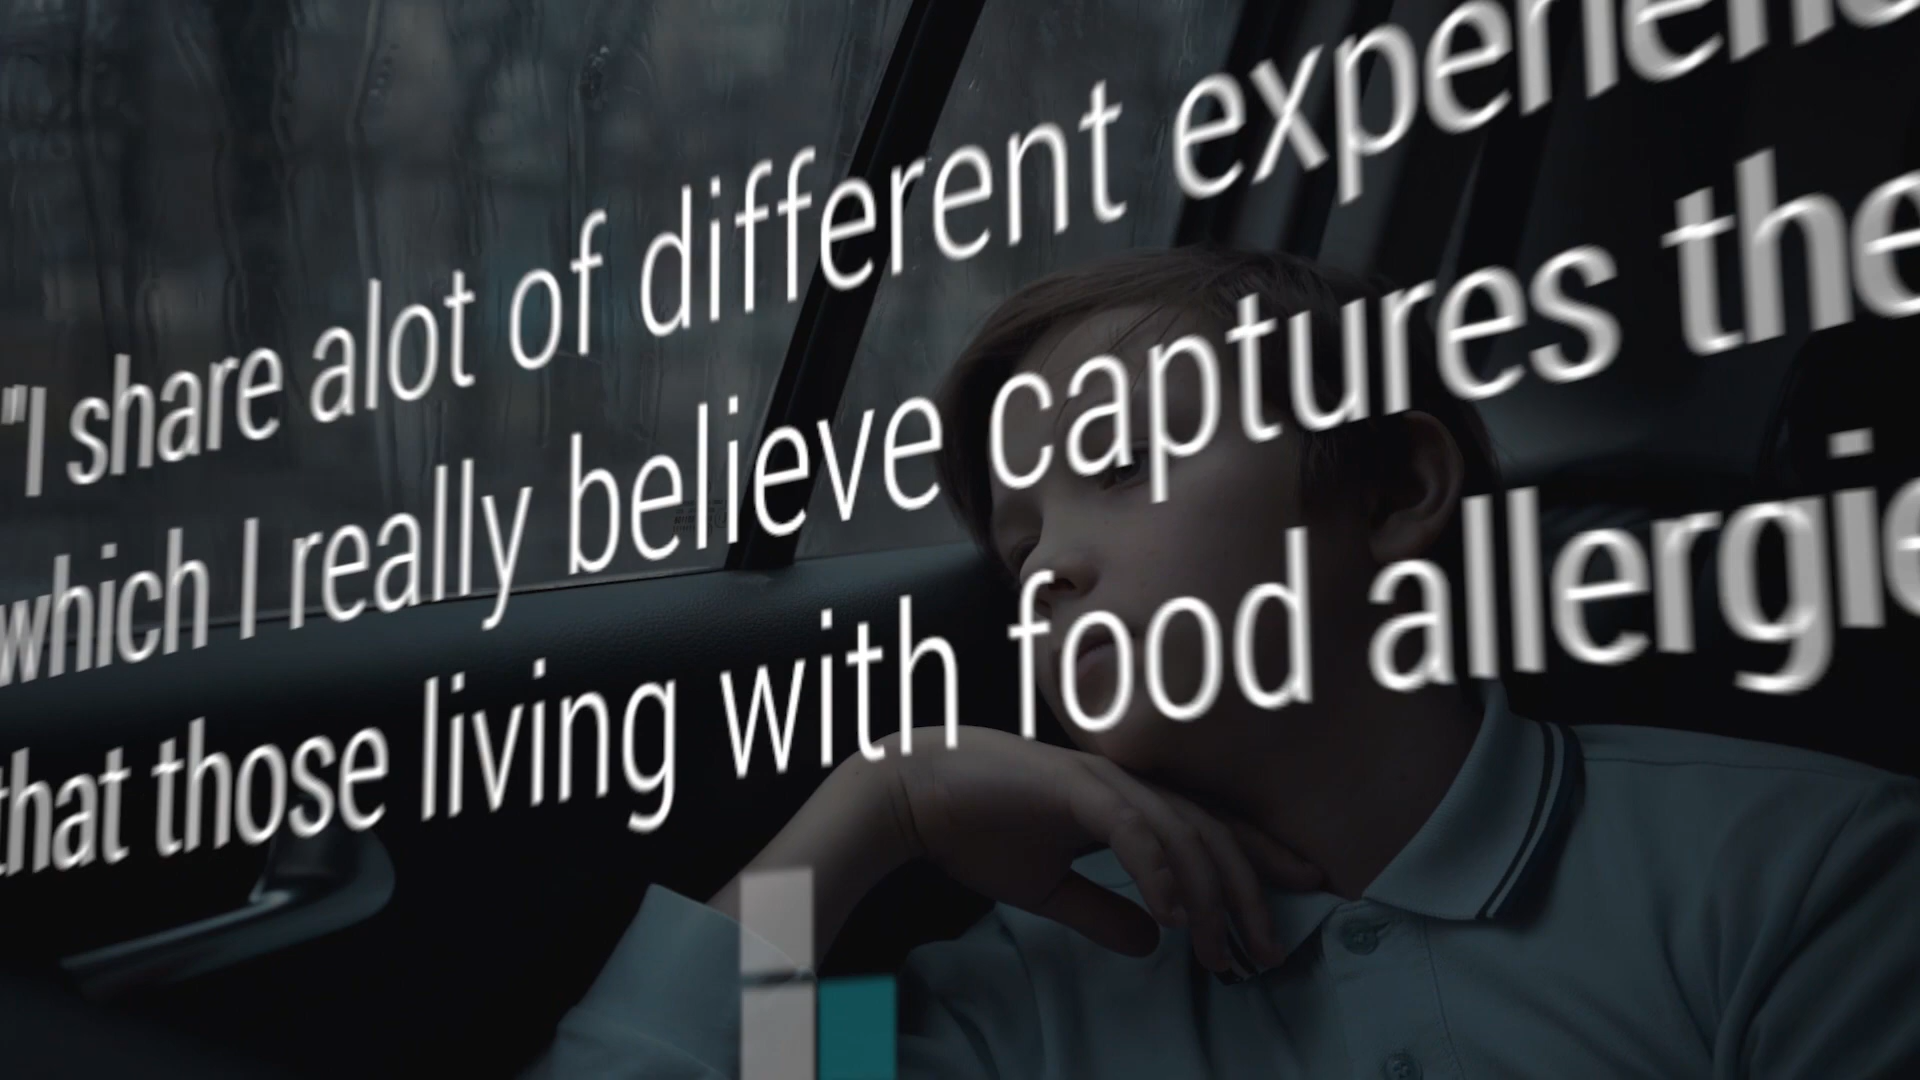 "I share alot of different
which I really believe captures
that those living with food